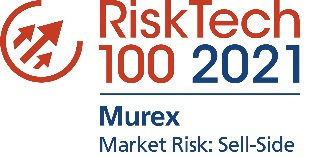 RiskTech
100 2021
Murex
Market Risk: Sell-Side